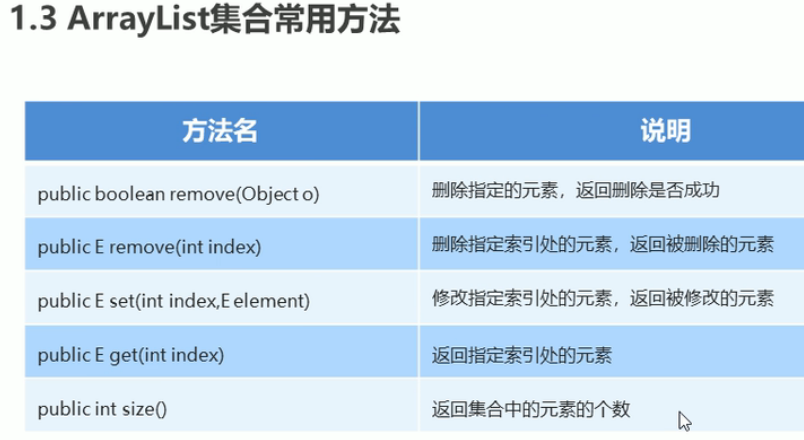 1.3 ArrayList集合常用方法
方法名 说明
public boolean remove(Object o) 删除指定的元素，返回删除是否成功
public E remove(int index) 删除指定索引处的元素，返回被删除的元素
public E set(int index,E element) 修改指定索引处的元素，返回被修改的元素
public E get(int index) 返回指定索引处的元素
public int size() 返回集合中的元素的个数